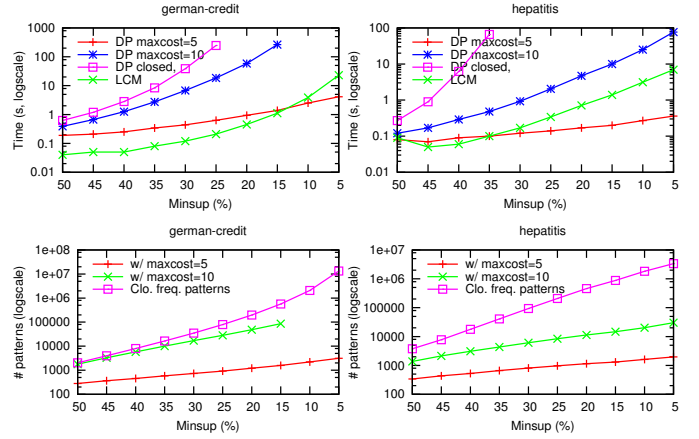 german-credit
Time (s, logscale)
1000
100
10
1
0.1
0.01
DP maxcost=5
DP maxcost=10
DP closed,
LCM
50 45 40 35 30 25 20 15 10 5
Minsup (%)
hepatitis
Time (s, logscale)
100
10
1
0.1
0.01
DP maxcost=5
DP maxcost=10
DP closed,
LCM
50 45 40 35 30 25 20 15 10 5
Minsup (%)
german-credit
# patterns (logscale)
1e+08
1e+07
1e+06
100000
10000
1000
100
w/ maxcost=5
w/ maxcost=10
Clo. freq. patterns
50 45 40 35 30 25 20 15 10 5
Minsup (%)
hepatitis
# patterns (logscale)
1e+07
1e+06
100000
10000
1000
100
w/ maxcost=5
w/ maxcost=10
Clo. freq. patterns
50 45 40 35 30 25 20 15 10 5
Minsup (%)